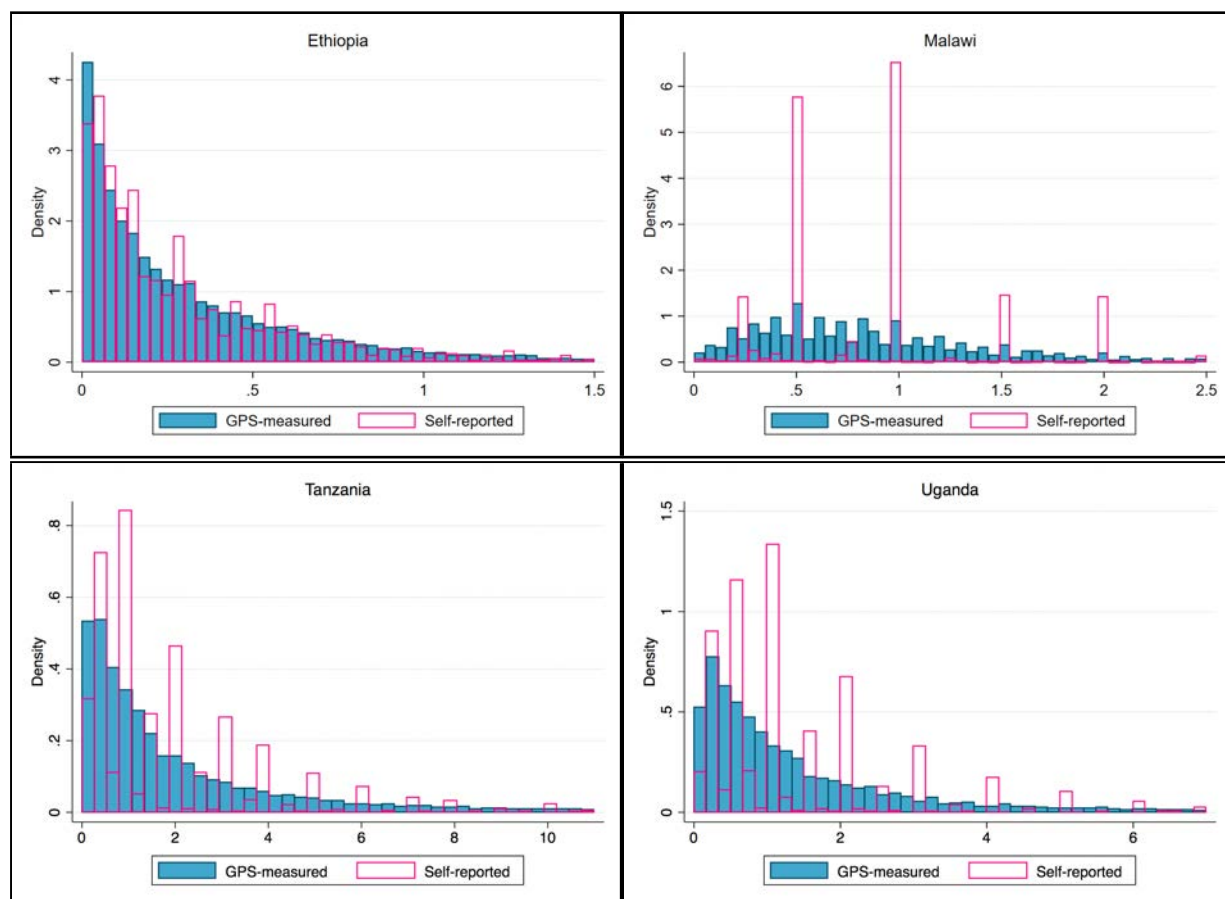 Ethiopia
Density
4
3
2
1
0
0 .5 1 1.5
GPS-measured Self-reported
Malawi
Density
6
5
4
3
2
1
0
0 .5 1 1.5 2 2.5
GPS-measured Self-reported
Tanzania
Density
.8
.6
.4
.2
0
0 2 4 6 8 10
GPS-measured Self-reported
Uganda
Density
1.5
1
.5
0
0 2 4 6
GPS-measured Self-reported